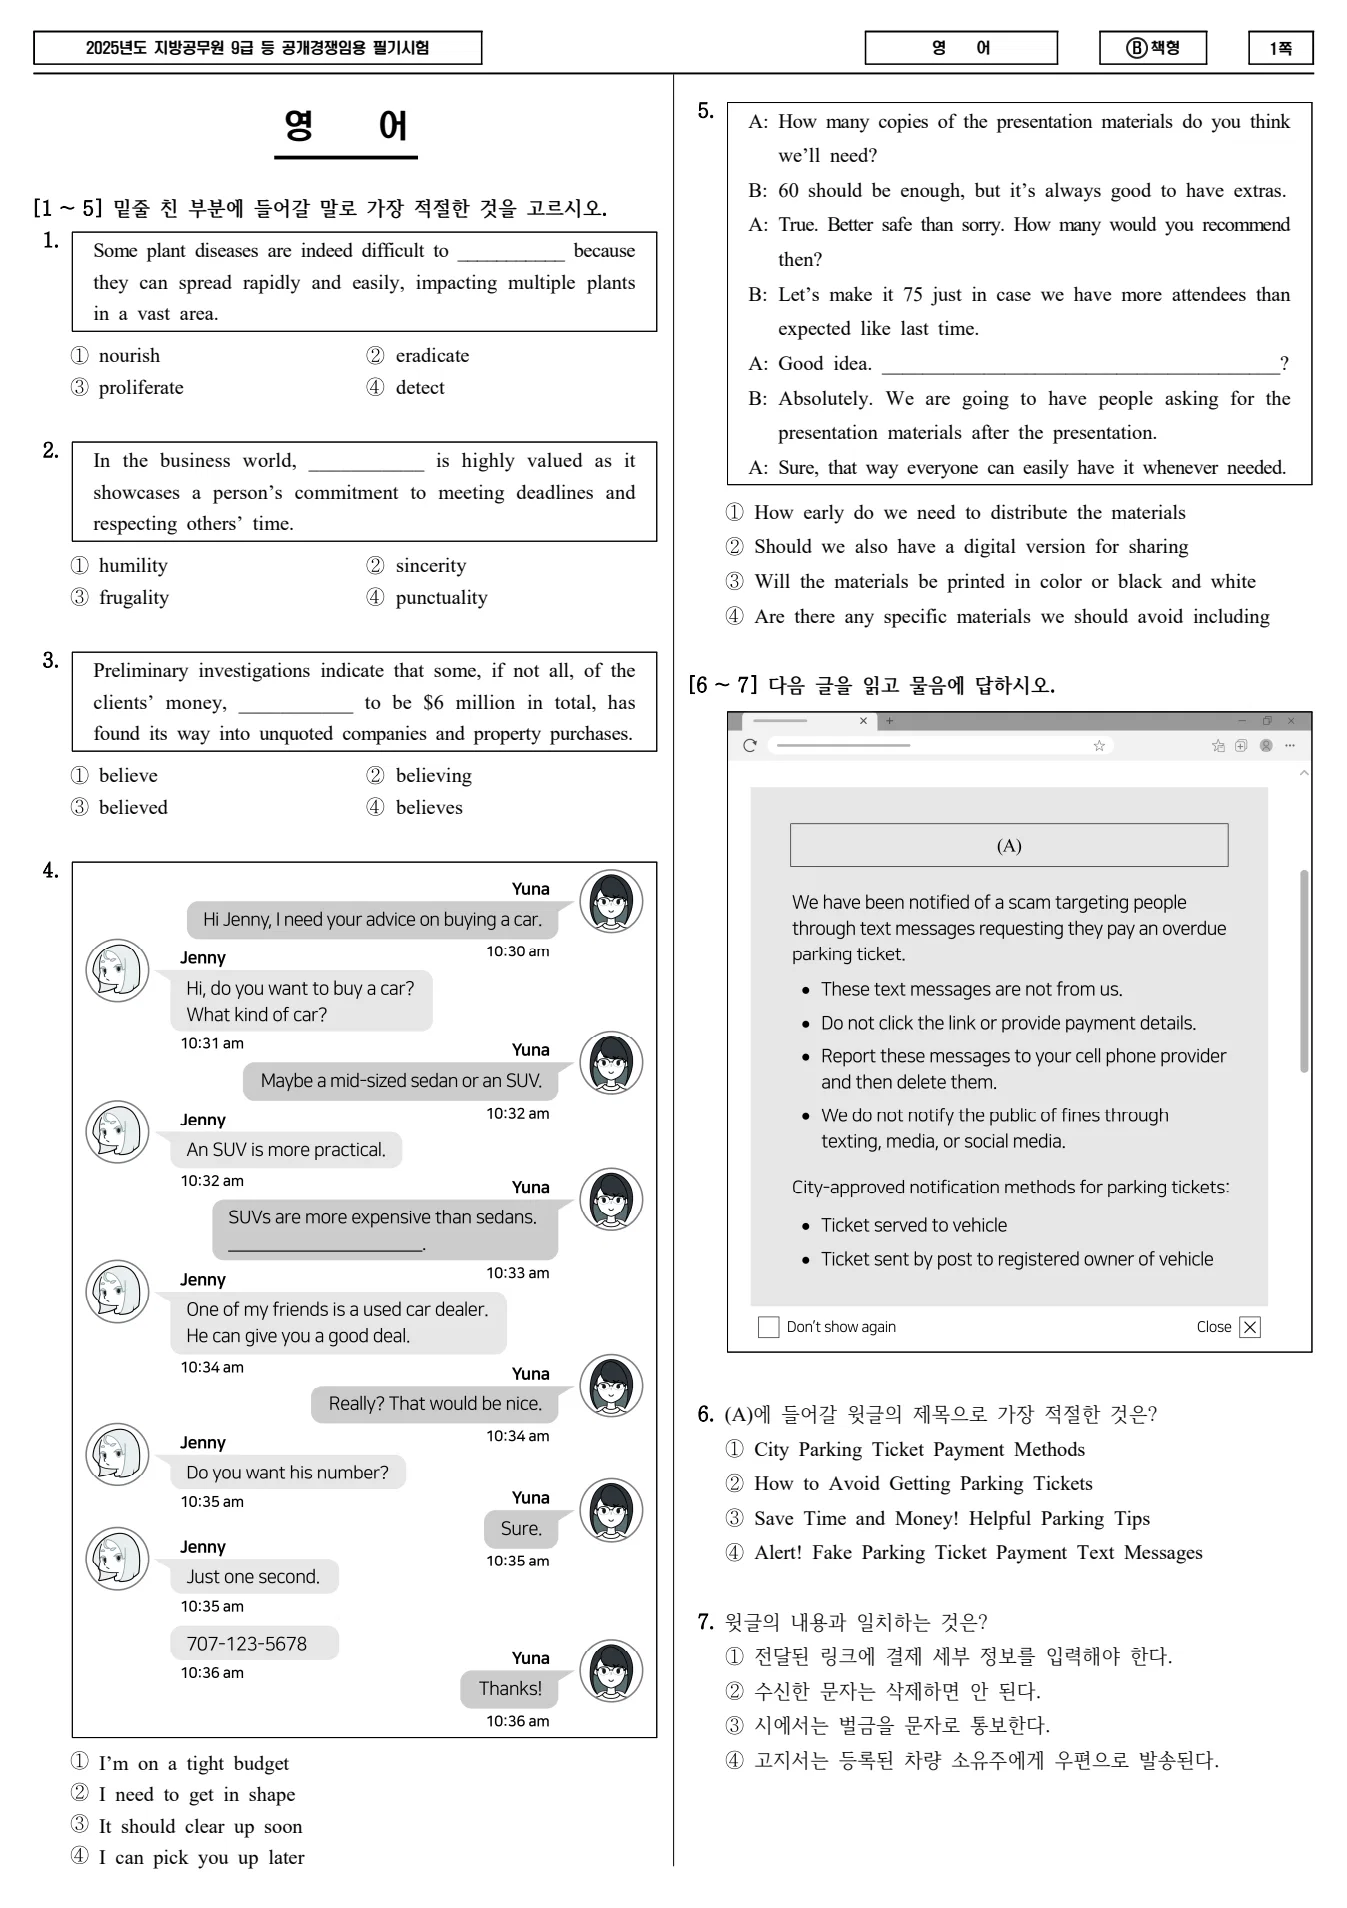 2025년도 지방공무원 9급 등 공개경쟁임용 필기시험
영 어
Ⓑ책형
1쪽
영 어
[1 ~ 5] 밑줄 친 부분에 들어갈 말로 가장 적절한 것을 고르시오.
1.
Some plant diseases are indeed difficult to ___________ because
they can spread rapidly and easily, impacting multiple plants
in a vast area.
① nourish
② eradicate
③ proliferate
④ detect
2.
In the business world, ___________ is highly valued as it
showcases a person’s commitment to meeting deadlines and
respecting others’ time.
① humility
② sincerity
③ frugality
④ punctuality
3.
Preliminary investigations indicate that some, if not all, of the
clients’ money, ___________ to be $6 million in total, has
found its way into unquoted companies and property purchases.
① believe
② believing
③ believed
④ believes
4.
Yuna
Hi Jenny, I need your advice on buying a car.
10:30 am
Jenny
Hi, do you want to buy a car?
What kind of car?
10:31 am
Yuna
Maybe a mid-sized sedan or an SUV.
10:32 am
Jenny
An SUV is more practical.
10:32 am
Yuna
SUVs are more expensive than sedans.
____________________.
10:33 am
Jenny
One of my friends is a used car dealer.
He can give you a good deal.
10:34 am
Yuna
Really? That would be nice.
10:34 am
Jenny
Do you want his number?
10:35 am
Yuna
Sure.
10:35 am
Jenny
Just one second.
10:35 am
707-123-5678
10:36 am
Yuna
Thanks!
10:36 am
① I’m on a tight budget
② I need to get in shape
③ It should clear up soon
④ I can pick you up later
5.
A: How many copies of the presentation materials do you think
we’ll need?
B: 60 should be enough, but it’s always good to have extras.
A: True. Better safe than sorry. How many would you recommend
then?
B: Let’s make it 75 just in case we have more attendees than
expected like last time.
A: Good idea. ________________________________________?
B: Absolutely. We are going to have people asking for the
presentation materials after the presentation.
A: Sure, that way everyone can easily have it whenever needed.
① How early do we need to distribute the materials
② Should we also have a digital version for sharing
③ Will the materials be printed in color or black and white
④ Are there any specific materials we should avoid including
[6 ~ 7] 다음 글을 읽고 물음에 답하시오.
(A)
We have been notified of a scam targeting people
through text messages requesting they pay an overdue
parking ticket.
• These text messages are not from us.
• Do not click the link or provide payment details.
• Report these messages to your cell phone provider
and then delete them.
• We do not notify the public of fines through
texting, media, or social media.
City-approved notification methods for parking tickets:
• Ticket served to vehicle
• Ticket sent by post to registered owner of vehicle
Don’t show again
Close
6. (A)에 들어갈 윗글의 제목으로 가장 적절한 것은?
① City Parking Ticket Payment Methods
② How to Avoid Getting Parking Tickets
③ Save Time and Money! Helpful Parking Tips
④ Alert! Fake Parking Ticket Payment Text Messages
7. 윗글의 내용과 일치하는 것은?
① 전달된 링크에 결제 세부 정보를 입력해야 한다.
② 수신한 문자는 삭제하면 안 된다.
③ 시에서는 벌금을 문자로 통보한다.
④ 고지서는 등록된 차량 소유주에게 우편으로 발송된다.